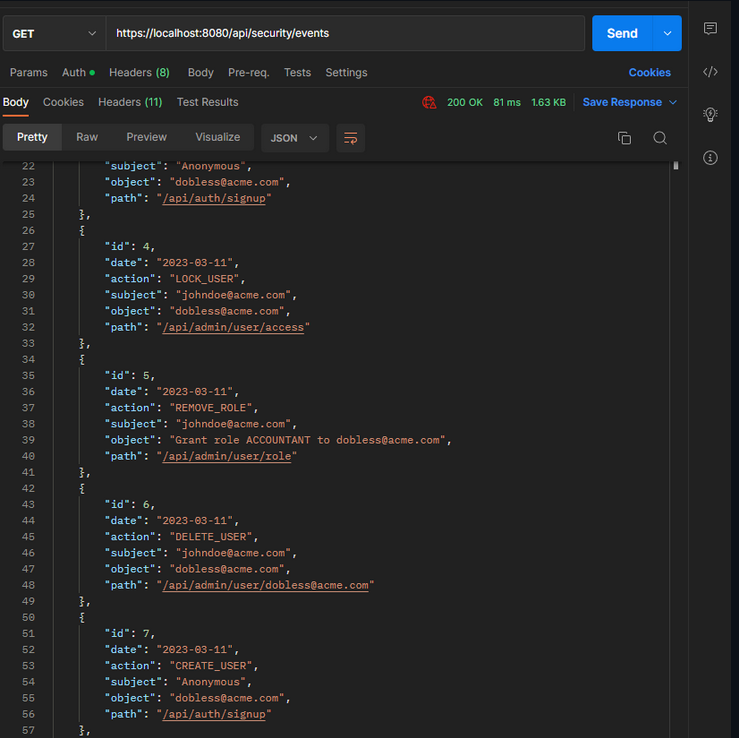 GET https://localhost:8080/api/security/events Send
Params Auth Headers (8) Body Pre-req. Tests Settings Cookies
Body Cookies Headers (11) Test Results 200 OK 81 ms 1.63 KB Save Response
Pretty Raw Preview Visualize JSON
22 "subject": "Anonymous",
23 "object": "dobless@acme.com",
24 "path": "/api/auth/signup"
25 },
26 {
27 "id": 4,
28 "date": "2023-03-11",
29 "action": "LOCK_USER",
30 "subject": "johndoe@acme.com",
31 "object": "dobless@acme.com",
32 "path": "/api/admin/user/access"
33 },
34 {
35 "id": 5,
36 "date": "2023-03-11",
37 "action": "REMOVE_ROLE",
38 "subject": "johndoe@acme.com",
39 "object": "Grant role ACCOUNTANT to dobless@acme.com",
40 "path": "/api/admin/user/role"
41 },
42 {
43 "id": 6,
44 "date": "2023-03-11",
45 "action": "DELETE_USER",
46 "subject": "johndoe@acme.com",
47 "object": "dobless@acme.com",
48 "path": "/api/admin/user/dobless@acme.com"
49 },
50 {
51 "id": 7,
52 "date": "2023-03-11",
53 "action": "CREATE_USER",
54 "subject": "Anonymous",
55 "object": "dobless@acme.com",
56 "path": "/api/auth/signup"
57 },